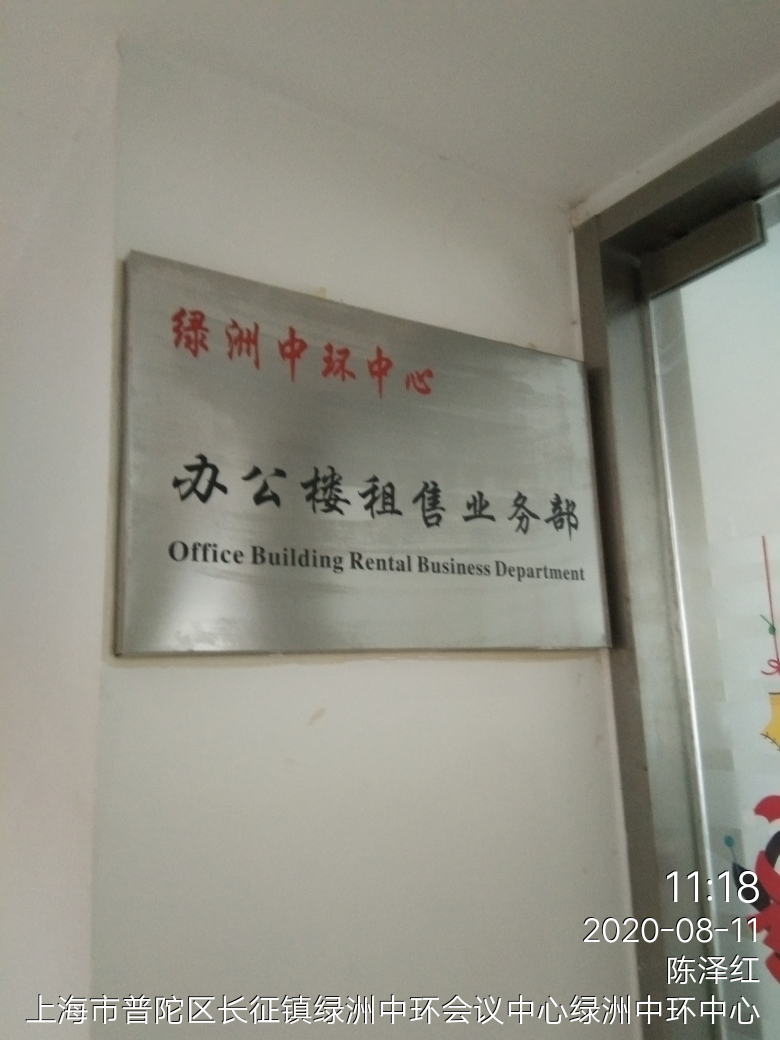 绿洲中环中心
办公楼租售业务部
Office Building Rental Business Department
11:18
2020-08-11
陈泽红
上海市普陀区长征镇绿洲中环会议中心绿洲中环中心